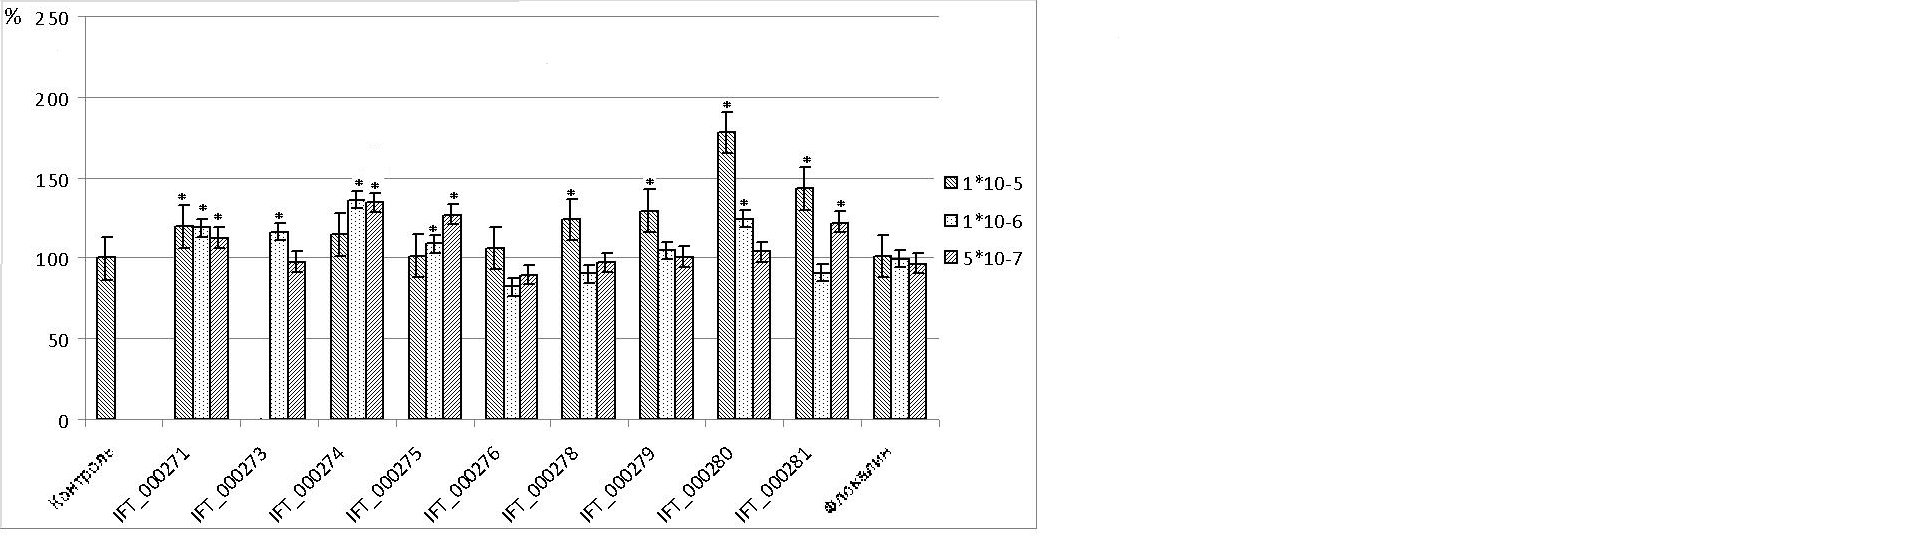 % 250
200
150
100
50
0
*
* * *
*
* *
* *
*
*
* *
* *
1*10-5
1*10-6
5*10-7
Контроль
IFT_000271
IFT_000273
IFT_000274
IFT_000275
IFT_000276
IFT_000278
IFT_000279
IFT_000280
IFT_000281
Флокалин